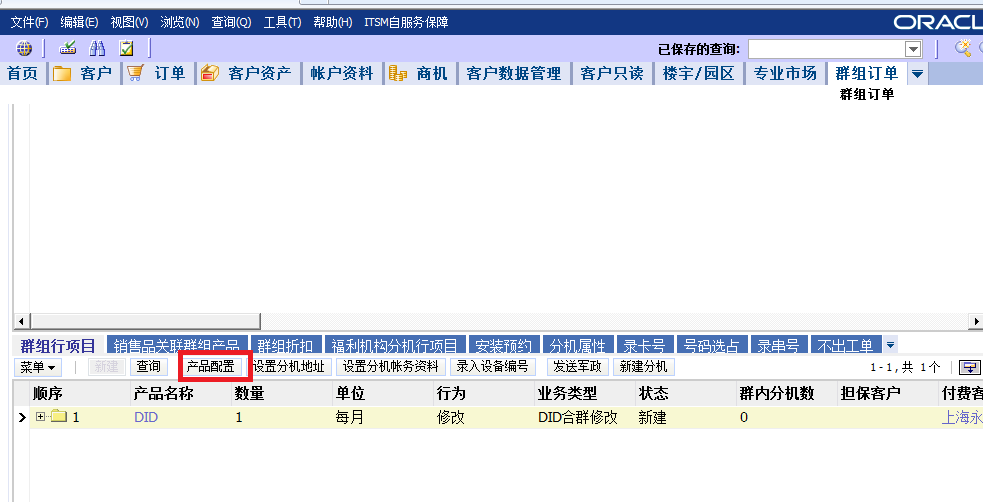 文件(F) 编辑(E) 视图(V) 浏览(N) 查询(Q) 工具(T) 帮助(H) ITSM自服务保障 ORACL
已保存的查询:
首页 客户 订单 客户资产 帐户资料 商机 客户数据管理 客户只读 楼宇/园区 专业市场 群组订单
群组订单
群组行项目 销售品关联群组产品 群组折扣 福利机构分机行项目 安装预约 分机属性 录卡号 号码选占 录串号 不出工单
菜单 新建 查询 产品配置 设置分机地址 设置分机帐务资料 录入设备编号 发送军政 新建分机 1-1,共 1个
顺序 产品名称 数量 单位 行为 业务类型 状态 群内分机数 担保客户 付费客
1 DID 1 每月 修改 DID合群修改 新建 0 上海永